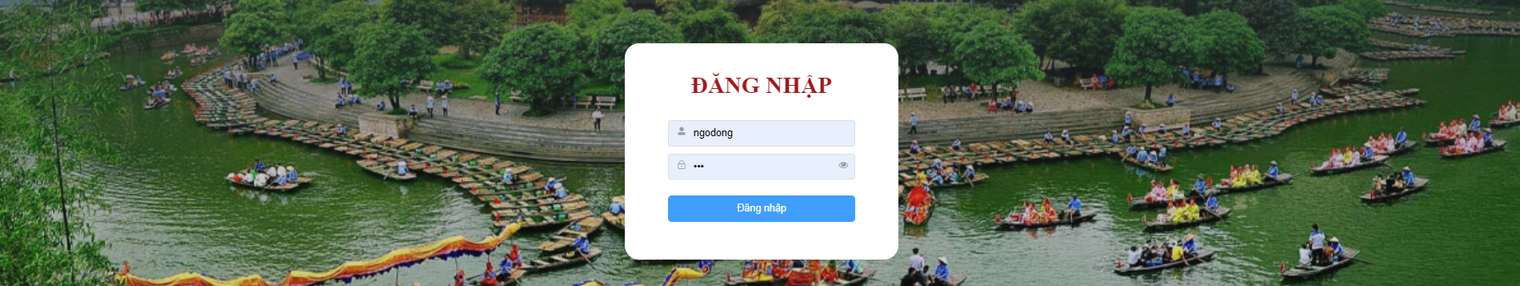 ĐĂNG NHẬP
ngodong
•••
Đăng nhập